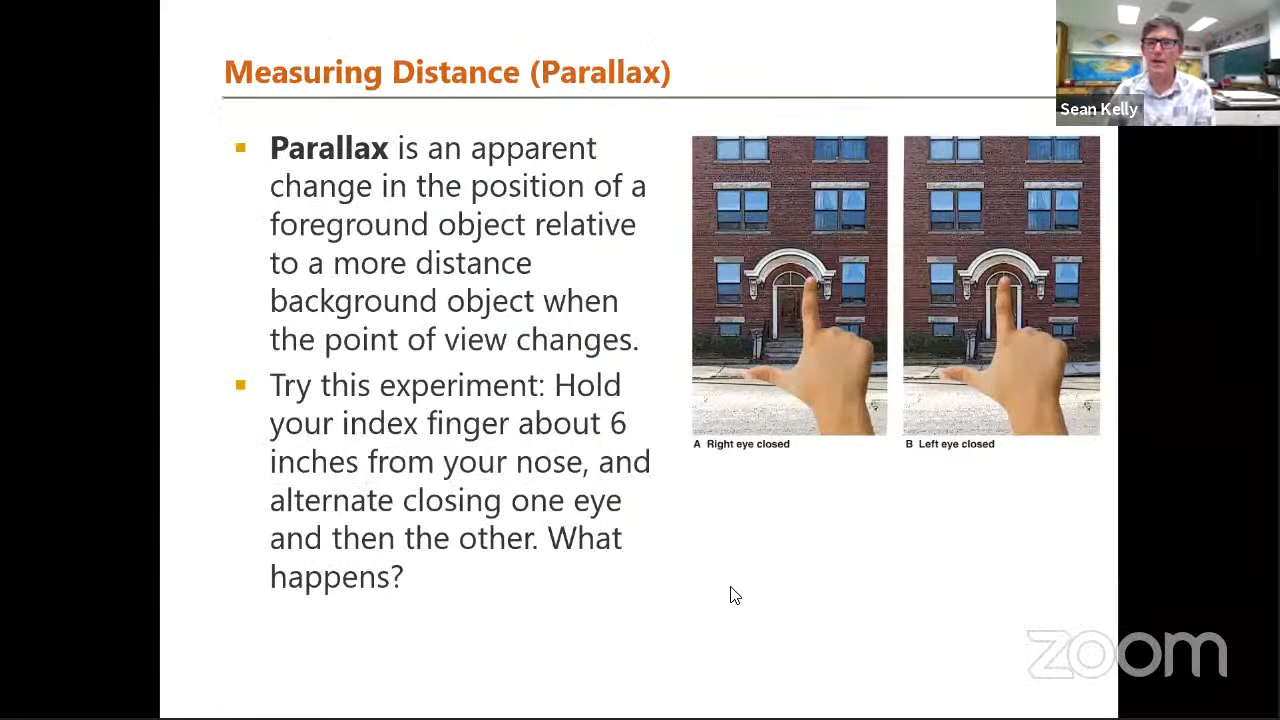 Measuring Distance (Parallax)
Sean Kelly
Parallax is an apparent
change in the position of a
foreground object relative
to a more distance
background object when
the point of view changes.
Try this experiment: Hold
your index finger about 6
inches from your nose, and
alternate closing one eye
and then the other. What
happens?
A Right eye closed
B Left eye closed
zoom